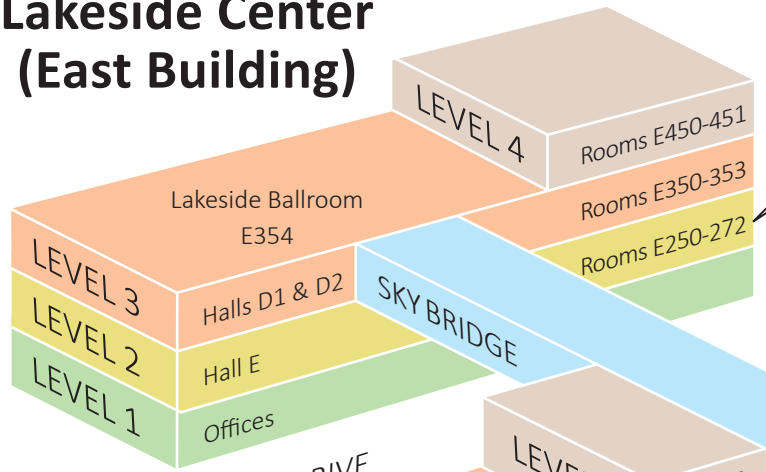 Lakeside Center
(East Building)
LEVEL 4
Rooms E450-451
Lakeside Ballroom
E354
Rooms E350-353
LEVEL 3
Halls D1 & D2
Rooms E250-272
SKY BRIDGE
LEVEL 2
Hall E
LEVEL 1
Offices